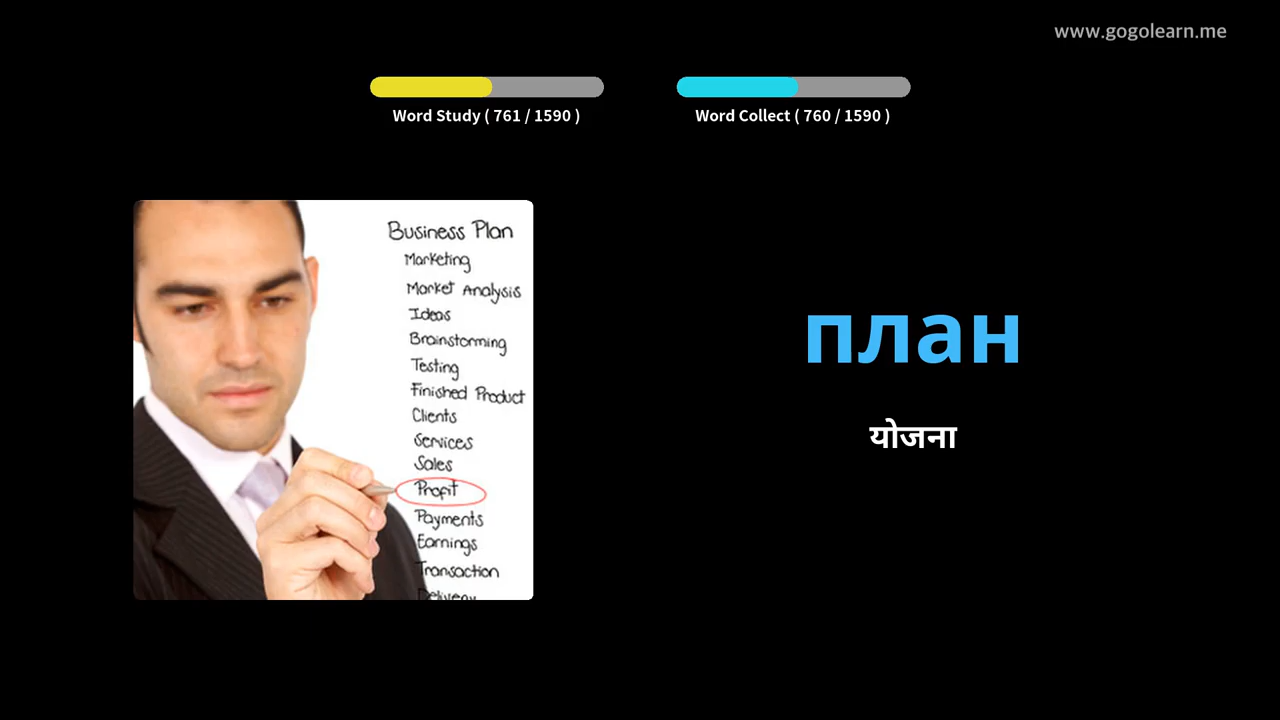 www.gogolearn.me
Word Study ( 761 / 1590 )
Word Collect ( 760 / 1590 )
Business Plan
Marketing
Market Analysis
Ideas
Brainstorming
Testing
Finished Product
Clients
Services
Sales
Profit
Payments
Earnings
Transaction
Delivery
план
योजना